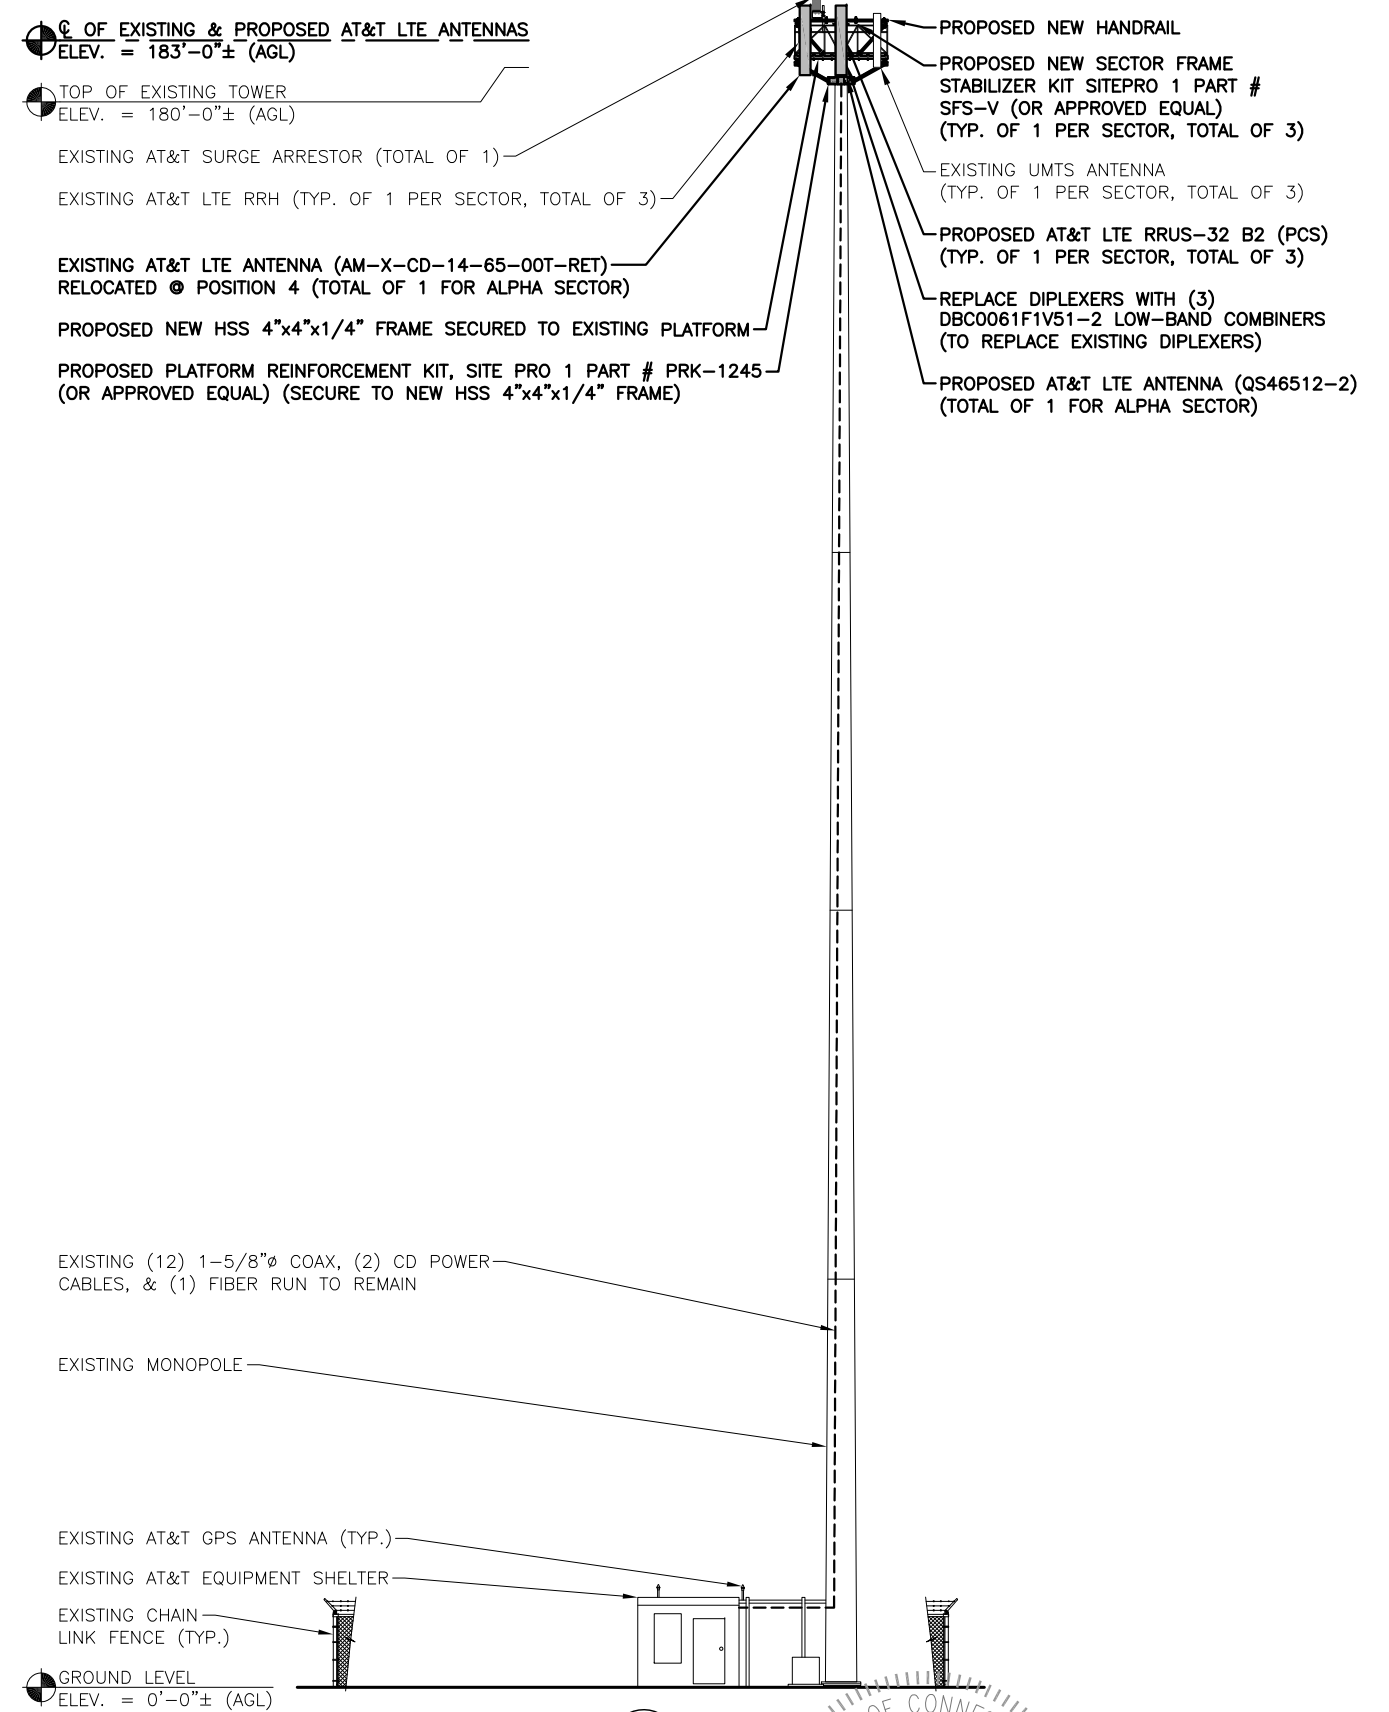 ℄ OF EXISTING & PROPOSED AT&T LTE ANTENNAS
ELEV. = 183'-0"± (AGL)
TOP OF EXISTING TOWER
ELEV. = 180'-0"± (AGL)
EXISTING AT&T SURGE ARRESTOR (TOTAL OF 1)
EXISTING AT&T LTE RRH (TYP. OF 1 PER SECTOR, TOTAL OF 3)
EXISTING AT&T LTE ANTENNA (AM-X-CD-14-65-00T-RET)
RELOCATED @ POSITION 4 (TOTAL OF 1 FOR ALPHA SECTOR)
PROPOSED NEW HSS 4"x4"x1/4" FRAME SECURED TO EXISTING PLATFORM
PROPOSED PLATFORM REINFORCEMENT KIT, SITE PRO 1 PART # PRK-1245
(OR APPROVED EQUAL) (SECURE TO NEW HSS 4"x4"x1/4" FRAME)
PROPOSED NEW HANDRAIL
PROPOSED NEW SECTOR FRAME
STABILIZER KIT SITEPRO 1 PART #
SFS-V (OR APPROVED EQUAL)
(TYP. OF 1 PER SECTOR, TOTAL OF 3)
EXISTING UMTS ANTENNA
(TYP. OF 1 PER SECTOR, TOTAL OF 3)
PROPOSED AT&T LTE RRUS-32 B2 (PCS)
(TYP. OF 1 PER SECTOR, TOTAL OF 3)
REPLACE DIPLEXERS WITH (3)
DBC0061F1V51-2 LOW-BAND COMBINERS
(TO REPLACE EXISTING DIPLEXERS)
PROPOSED AT&T LTE ANTENNA (QS46512-2)
(TOTAL OF 1 FOR ALPHA SECTOR)
EXISTING (12) 1-5/8"ø COAX, (2) CD POWER
CABLES, & (1) FIBER RUN TO REMAIN
EXISTING MONOPOLE
EXISTING AT&T GPS ANTENNA (TYP.)
EXISTING AT&T EQUIPMENT SHELTER
EXISTING CHAIN
LINK FENCE (TYP.)
GROUND LEVEL
ELEV. = 0'-0"± (AGL)
OF